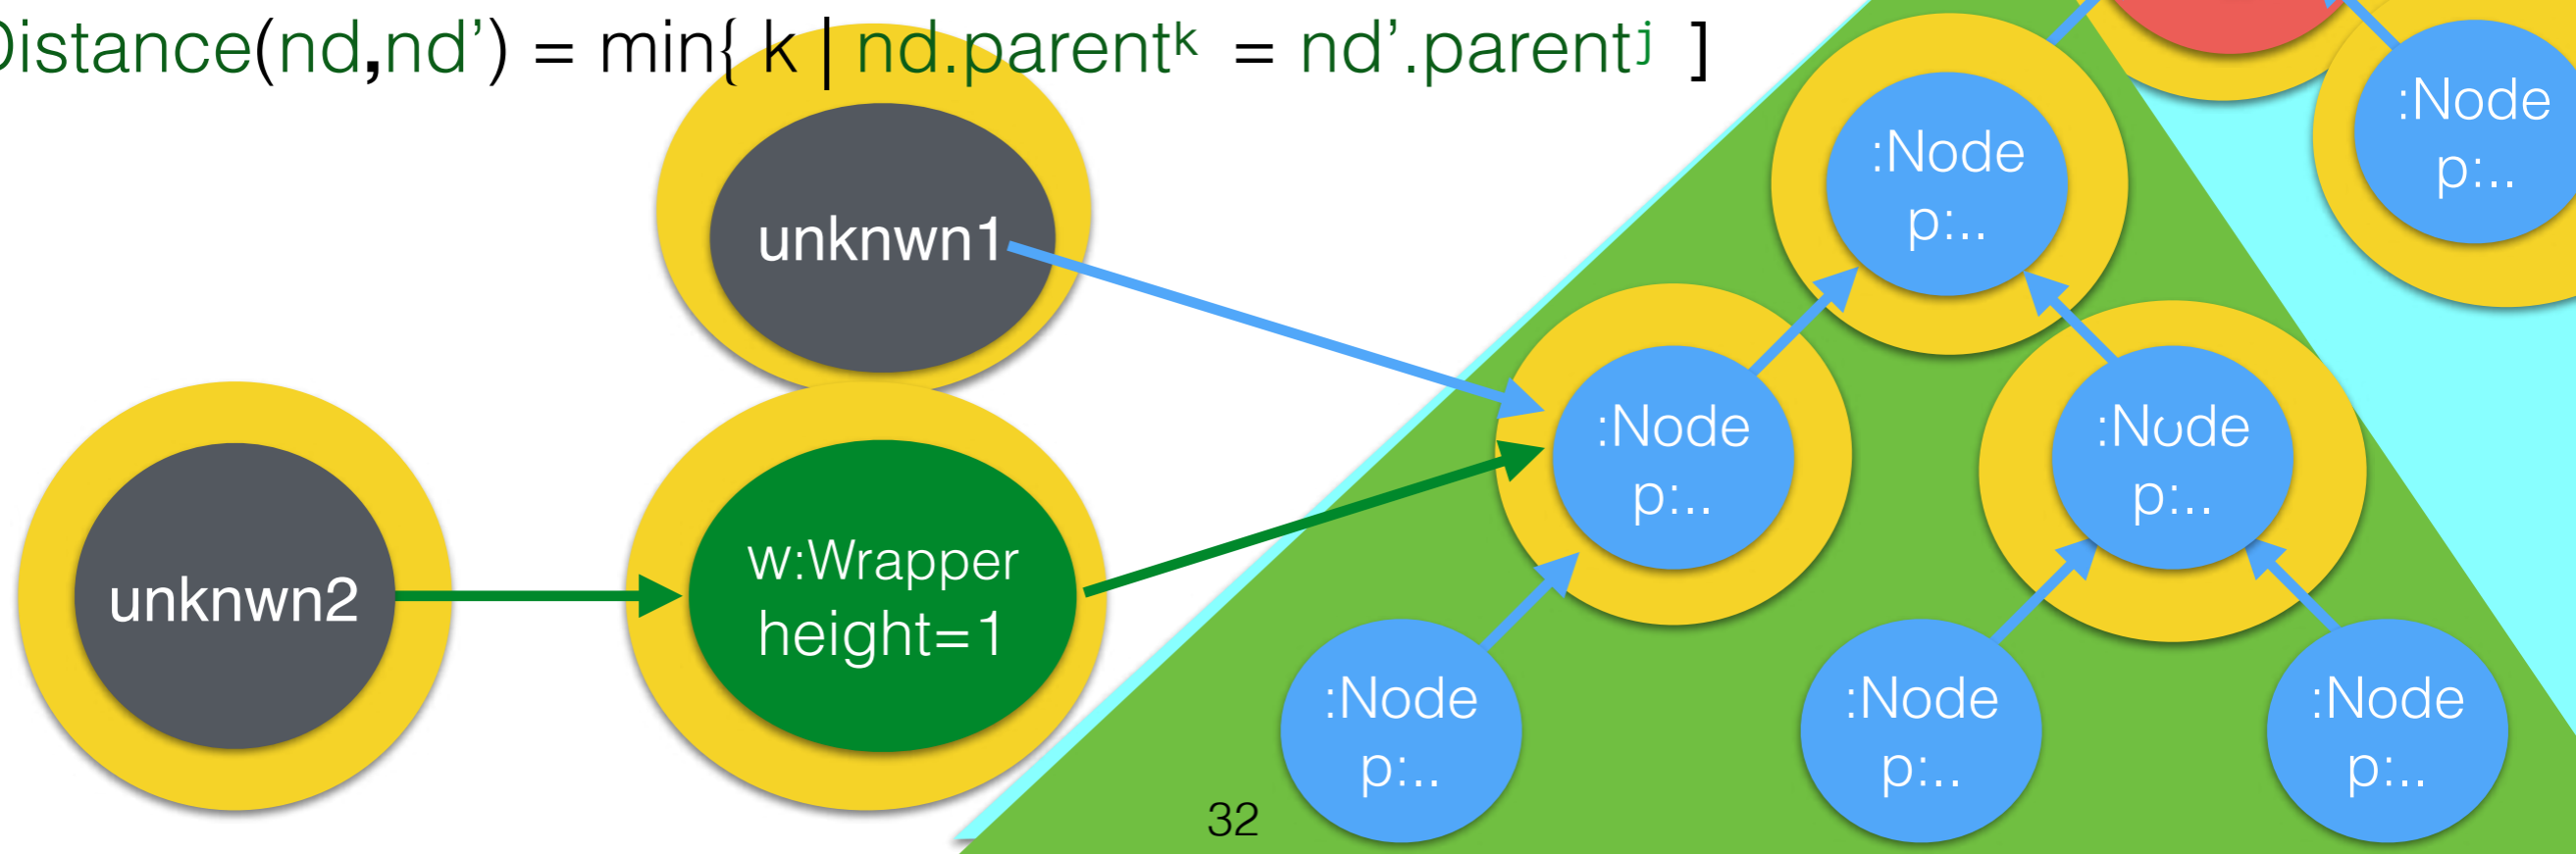 Distance(nd,nd’) = min{ k | nd.parentᵏ = nd’.parentʲ ]
:Node
p:..
:Node
p:..
unknwn1
:Node
p:..
:Node
p:..
unknwn2
w:Wrapper
height=1
:Node
p:..
:Node
p:..
:Node
p:..
32